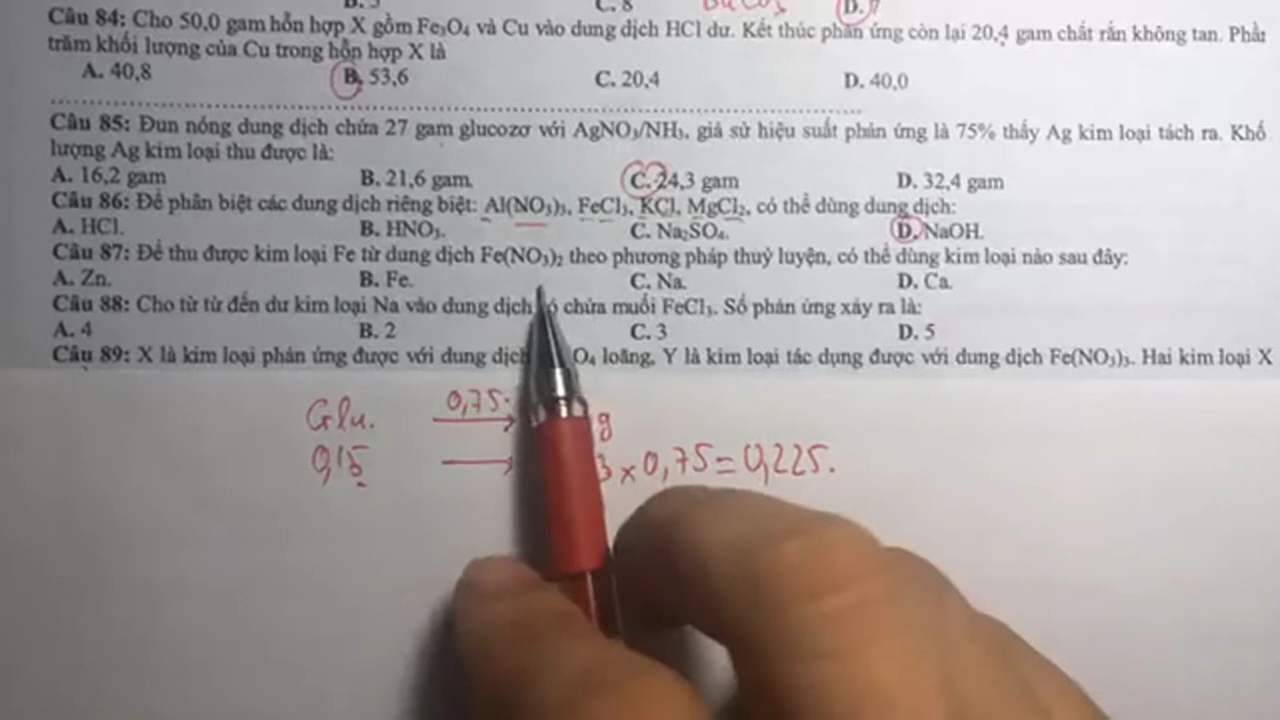 C. 8
Câu 84: Cho 50,0 gam hỗn hợp X gồm Fe₃O₄ và Cu vào dung dịch HCl dư. Kết thúc phản ứng còn lại 20,4 gam chất rắn không tan. Phần
trăm khối lượng của Cu trong hỗn hợp X là
A. 40,8 B. 53,6 C. 20,4 D. 40,0
Câu 85: Đun nóng dung dịch chứa 27 gam glucozơ với AgNO₃/NH₃, giả sử hiệu suất phản ứng là 75% thấy Ag kim loại tách ra. Khố
lượng Ag kim loại thu được là:
A. 16,2 gam B. 21,6 gam. C. 24,3 gam D. 32,4 gam
Câu 86: Để phân biệt các dung dịch riêng biệt: Al(NO₃)₃, FeCl₃, KCl, MgCl₂, có thể dùng dung dịch:
A. HCl. B. HNO₃. C. Na₂SO₄. D. NaOH.
Câu 87: Để thu được kim loại Fe từ dung dịch Fe(NO₃)₂ theo phương pháp thuỷ luyện, có thể dùng kim loại nào sau đây:
A. Zn. B. Fe. C. Na. D. Ca.
Câu 88: Cho từ từ đến dư kim loại Na vào dung dịch có chứa muối FeCl₃. Số phản ứng xảy ra là:
A. 4 B. 2 C. 3 D. 5
Câu 89: X là kim loại phản ứng được với dung dịch O₄ loãng, Y là kim loại tác dụng được với dung dịch Fe(NO₃)₃. Hai kim loại X
Glu. 0,75. g
0,15 3 x 0,75 = 0,225.